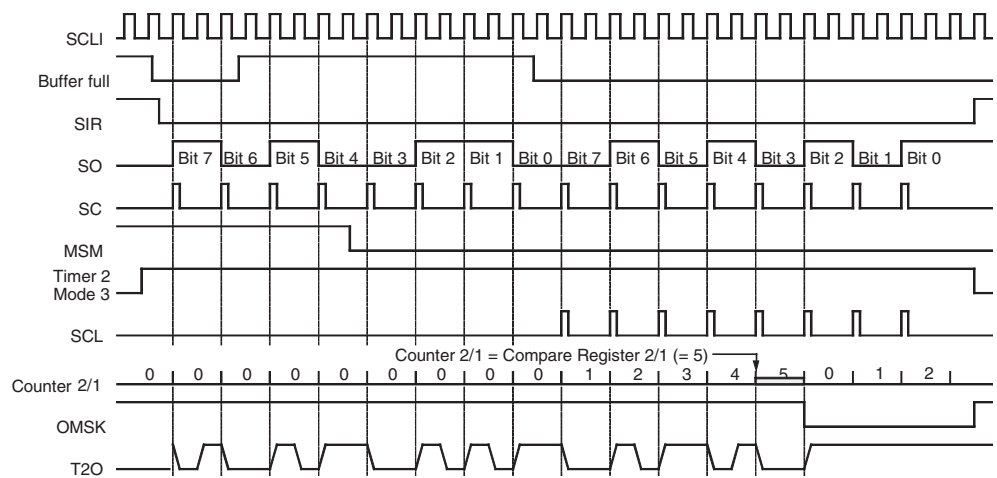 SCLI
Buffer full
SIR
SO Bit 7 Bit 6 Bit 5 Bit 4 Bit 3 Bit 2 Bit 1 Bit 0 Bit 7 Bit 6 Bit 5 Bit 4 Bit 3 Bit 2 Bit 1 Bit 0
SC
MSM
Timer 2
Mode 3
SCL
Counter 2/1 = Compare Register 2/1 (= 5)
Counter 2/1 0 0 0 0 0 0 0 0 0 1 2 3 4 5 0 1 2
OMSK
T2O